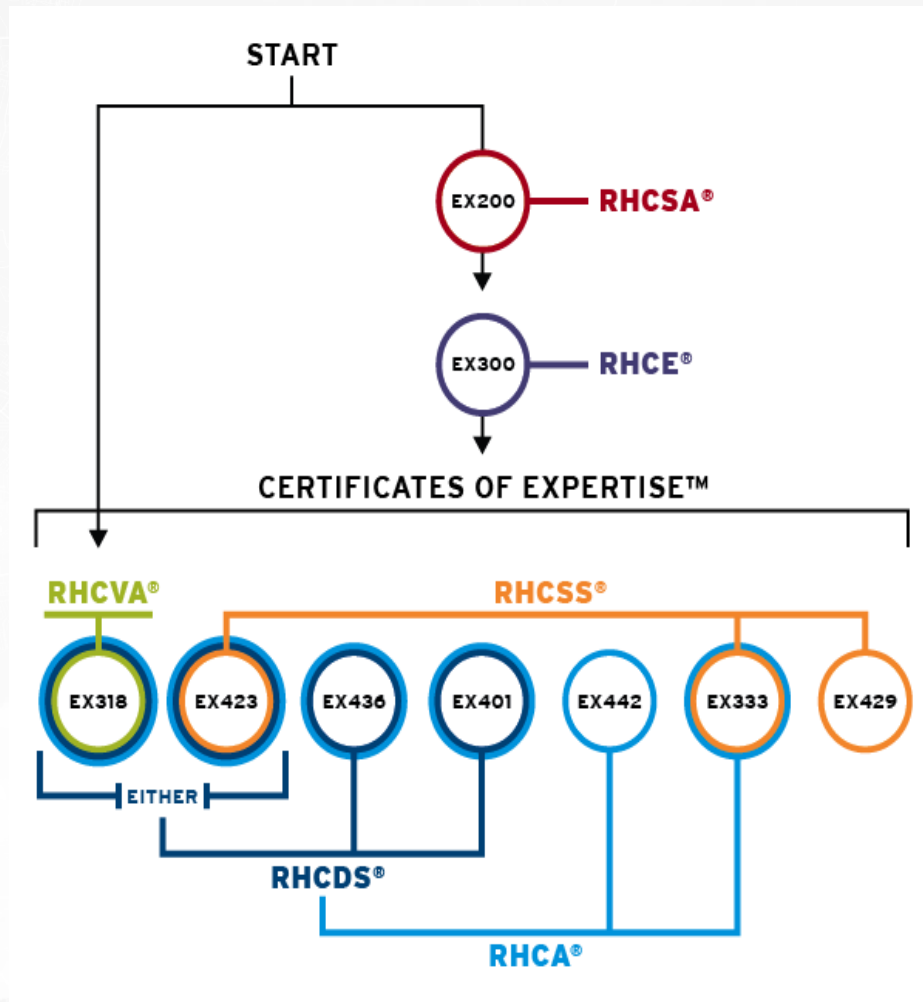 START
EX200
RHCSA®
EX300
RHCE®
CERTIFICATES OF EXPERTISE™
RHCVA®
RHCSS®
EX318
EX423
EX436
EX401
EX442
EX333
EX429
EITHER
RHCDS®
RHCA®